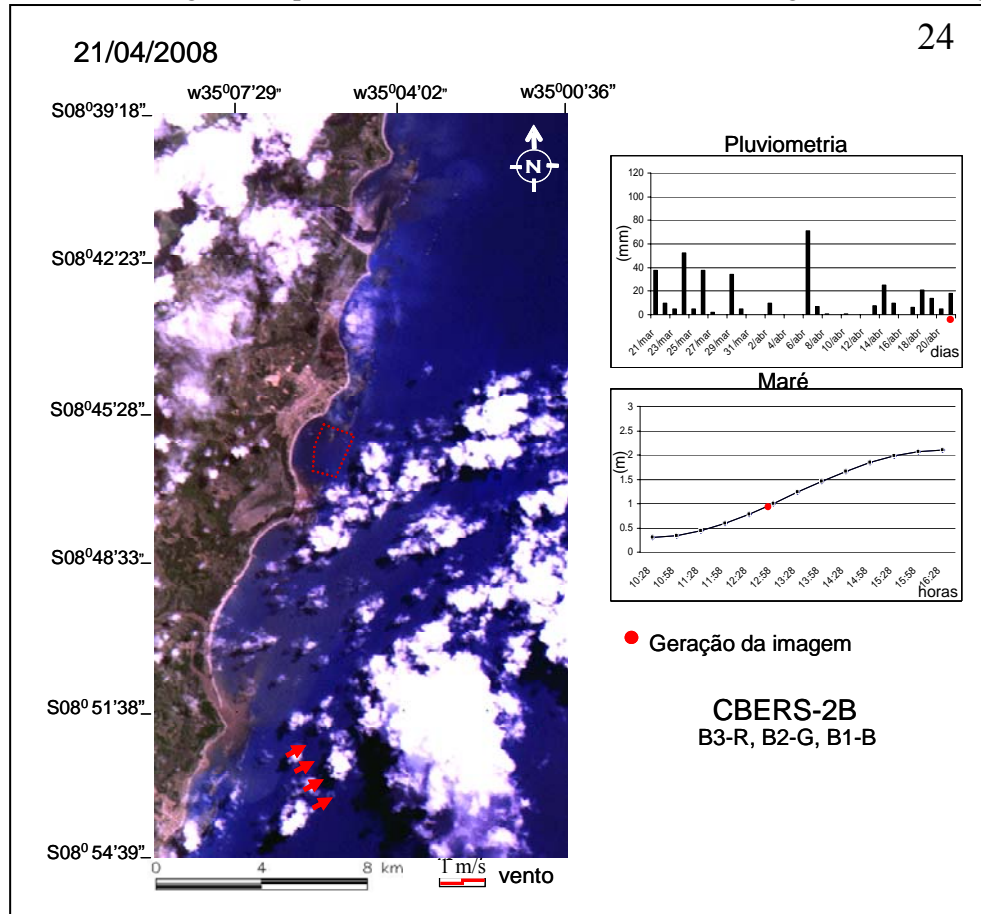 24
21/04/2008
w35⁰07'29" w35⁰04'02" w35⁰00'36"
S08⁰39'18"
S08⁰42'23"
S08⁰45'28"
S08⁰48'33"
S08⁰ 51'38"
S08⁰ 54'39"
N
0 4 8 km
1 m/s
vento
Pluviometria
120
100
80
60
40
20
0
(mm)
21/mar 23/mar 25/mar 27/mar 29/mar 31/mar 2/abr 4/abr 6/abr 8/abr 10/abr 12/abr 14/abr 16/abr 18/abr 20/abr
dias
Maré
3
2.5
2
1.5
1
0.5
0
(m)
10:28 10:58 11:28 11:58 12:28 12:58 13:28 13:58 14:28 14:58 15:28 15:58 16:28
horas
Geração da imagem
CBERS-2B
B3-R, B2-G, B1-B